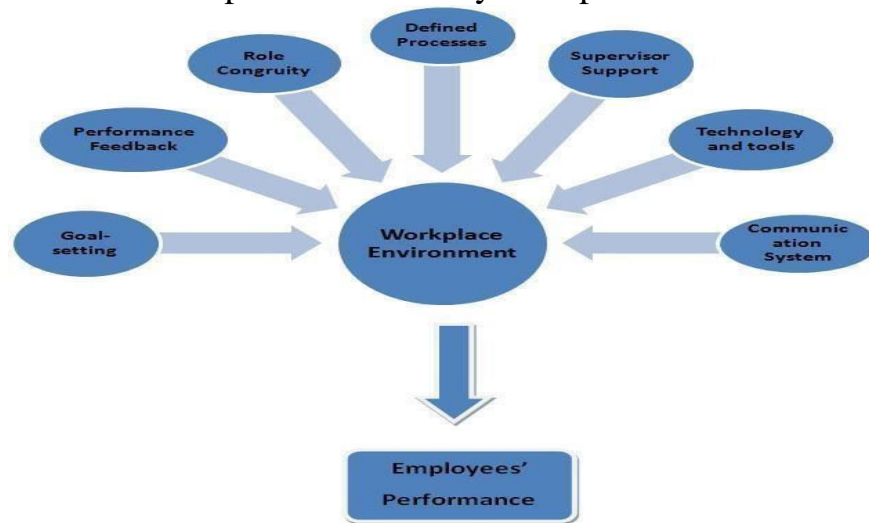 Defined
Processes
Role
Congruity
Supervisor
Support
Performance
Feedback
Technology
and tools
Goal-
setting
Workplace
Environment
Communic
ation
System
Employees’
Performance